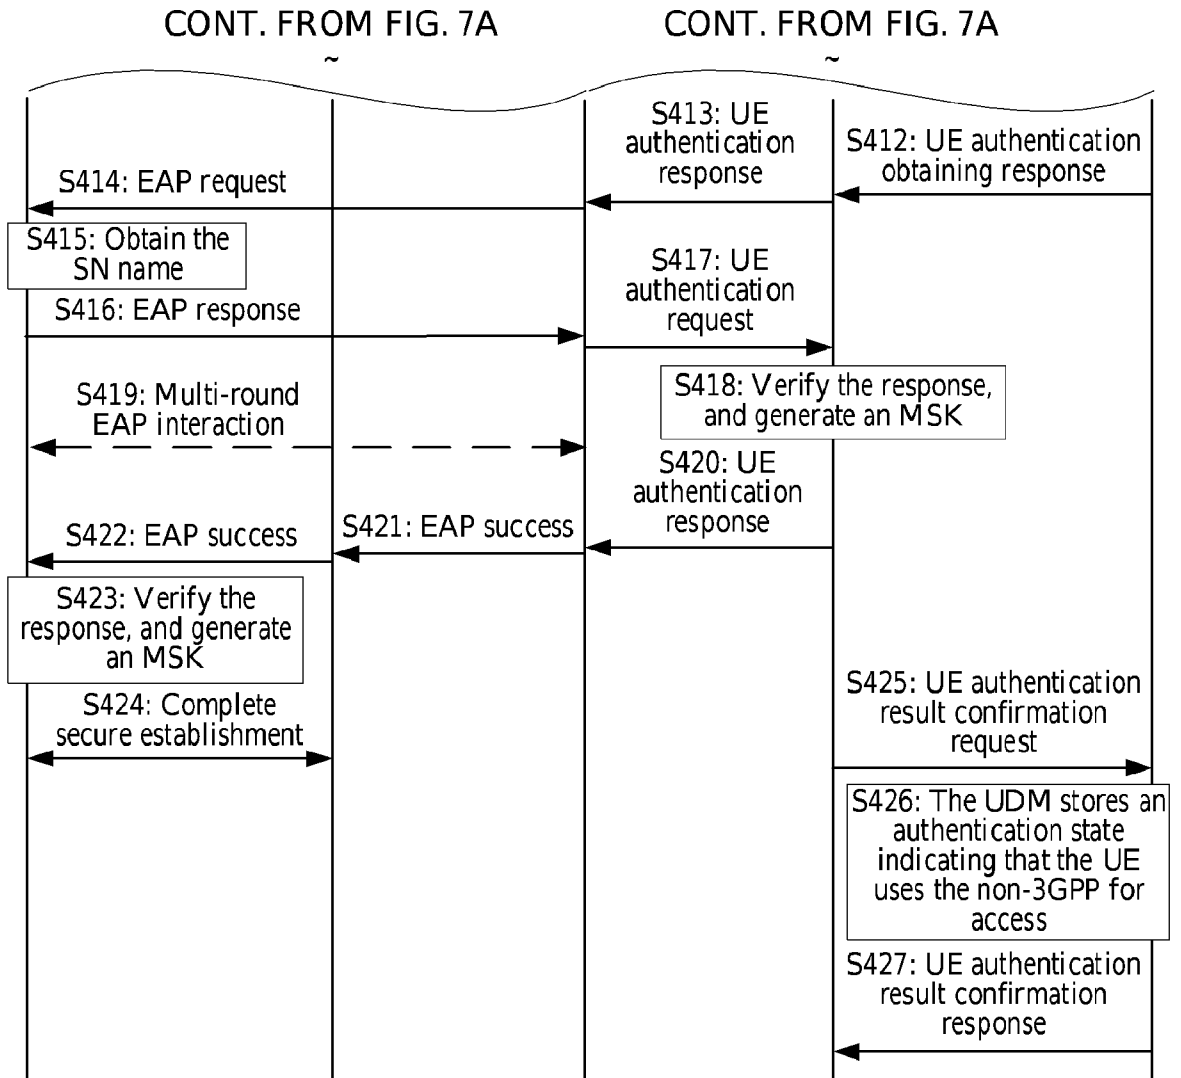 CONT. FROM FIG. 7A
CONT. FROM FIG. 7A
~
~
S413: UE
authentication
response
S412: UE authentication
obtaining response
S414: EAP request
S415: Obtain the
SN name
S417: UE
authentication
request
S416: EAP response
S418: Verify the response,
and generate an MSK
S419: Multi-round
EAP interaction
S420: UE
authentication
response
S421: EAP success
S422: EAP success
S423: Verify the
response, and generate
an MSK
S425: UE authentication
result confirmation
request
S424: Complete
secure establishment
S426: The UDM stores an
authentication state
indicating that the UE
uses the non-3GPP for
access
S427: UE authentication
result confirmation
response